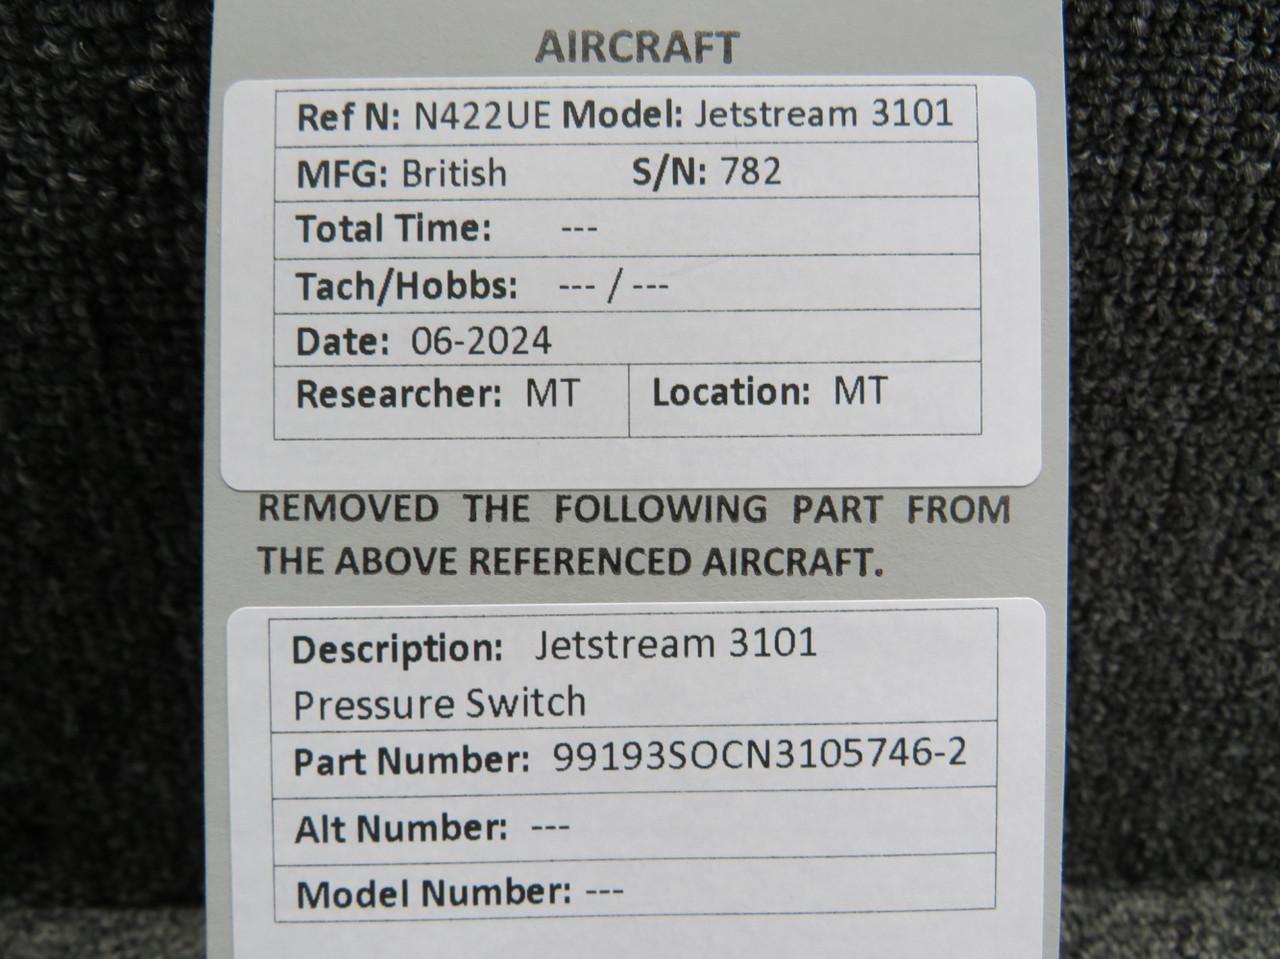 AIRCRAFT
Ref N: N422UE Model: Jetstream 3101
MFG: British S/N: 782
Total Time: ---
Tach/Hobbs: --- / ---
Date: 06-2024
Researcher: MT Location: MT
REMOVED THE FOLLOWING PART FROM
THE ABOVE REFERENCED AIRCRAFT.
Description: Jetstream 3101
Pressure Switch
Part Number: 99193SOCN3105746-2
Alt Number: ---
Model Number: ---